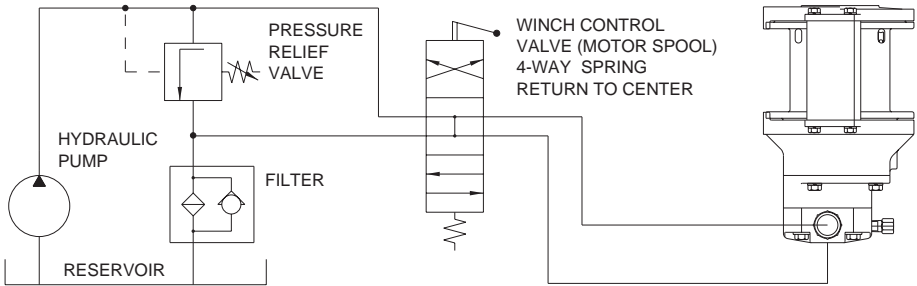 PRESSURE
RELIEF
VALVE
WINCH CONTROL
VALVE (MOTOR SPOOL)
4-WAY SPRING
RETURN TO CENTER
HYDRAULIC
PUMP
FILTER
RESERVOIR